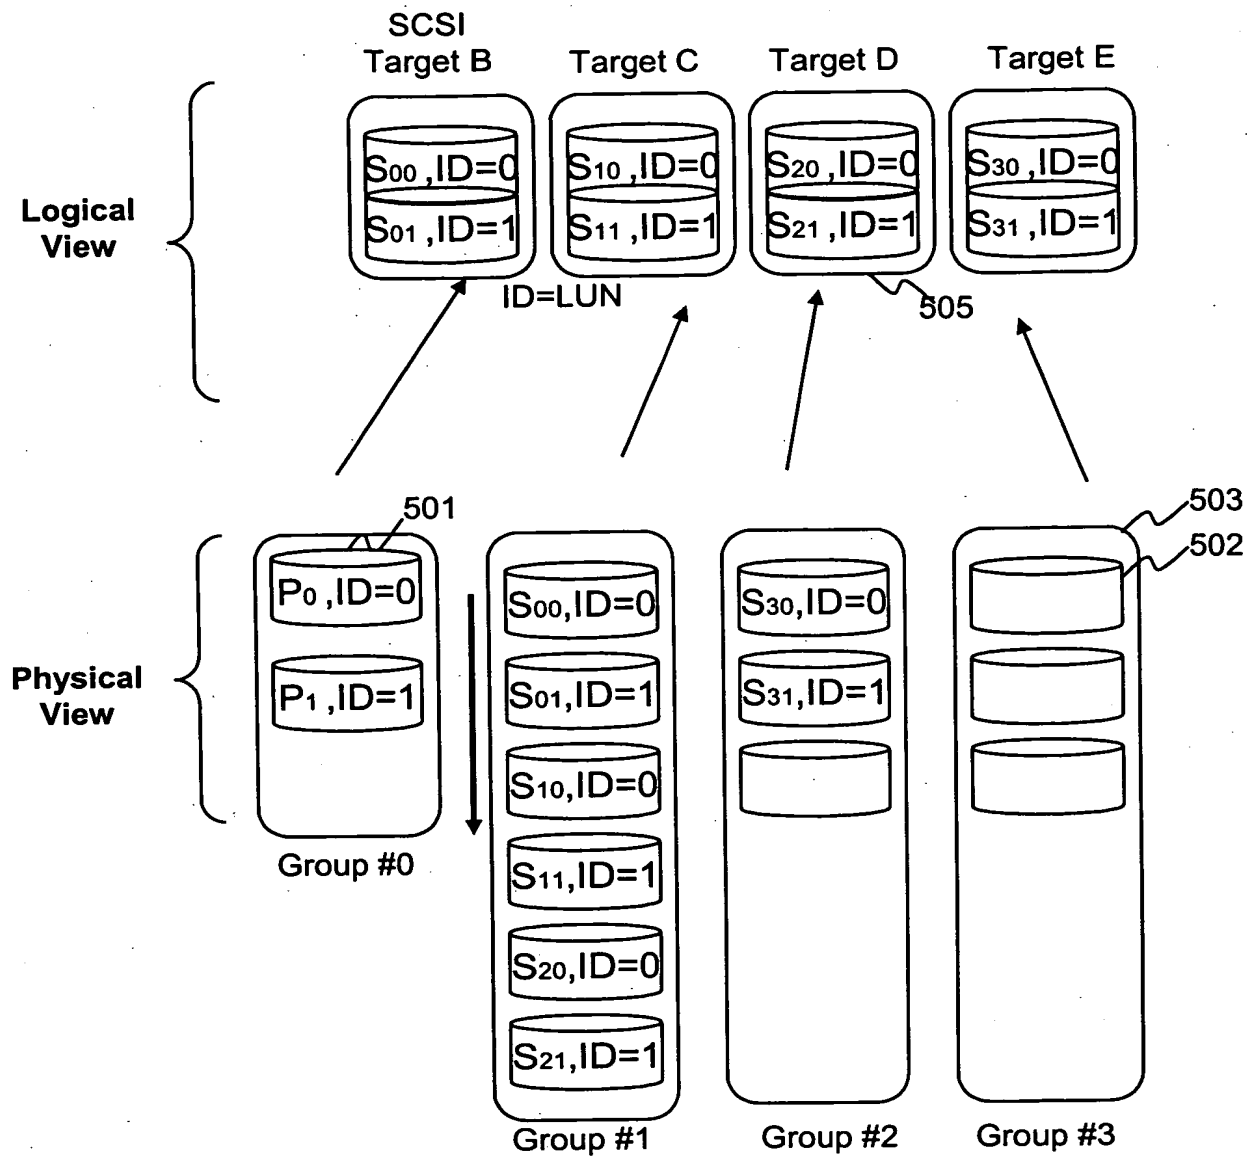 SCSI
Target B
Target C
Target D
Target E
Logical
View
S00 ,ID=0
S01 ,ID=1
S10 ,ID=0
S11 ,ID=1
S20 ,ID=0
S21 ,ID=1
S30 ,ID=0
S31 ,ID=1
ID=LUN
505
501
503
502
Physical
View
P0 ,ID=0
P1 ,ID=1
Group #0
S00,ID=0
S01,ID=1
S10,ID=0
S11,ID=1
S20,ID=0
S21,ID=1
Group #1
S30,ID=0
S31,ID=1
Group #2
Group #3